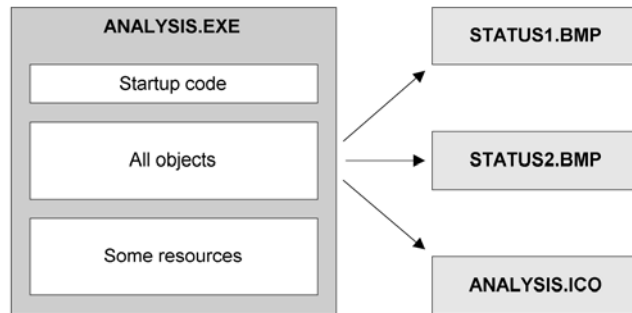 ANALYSIS.EXE
Startup code
All objects
Some resources
STATUS1.BMP
STATUS2.BMP
ANALYSIS.ICO